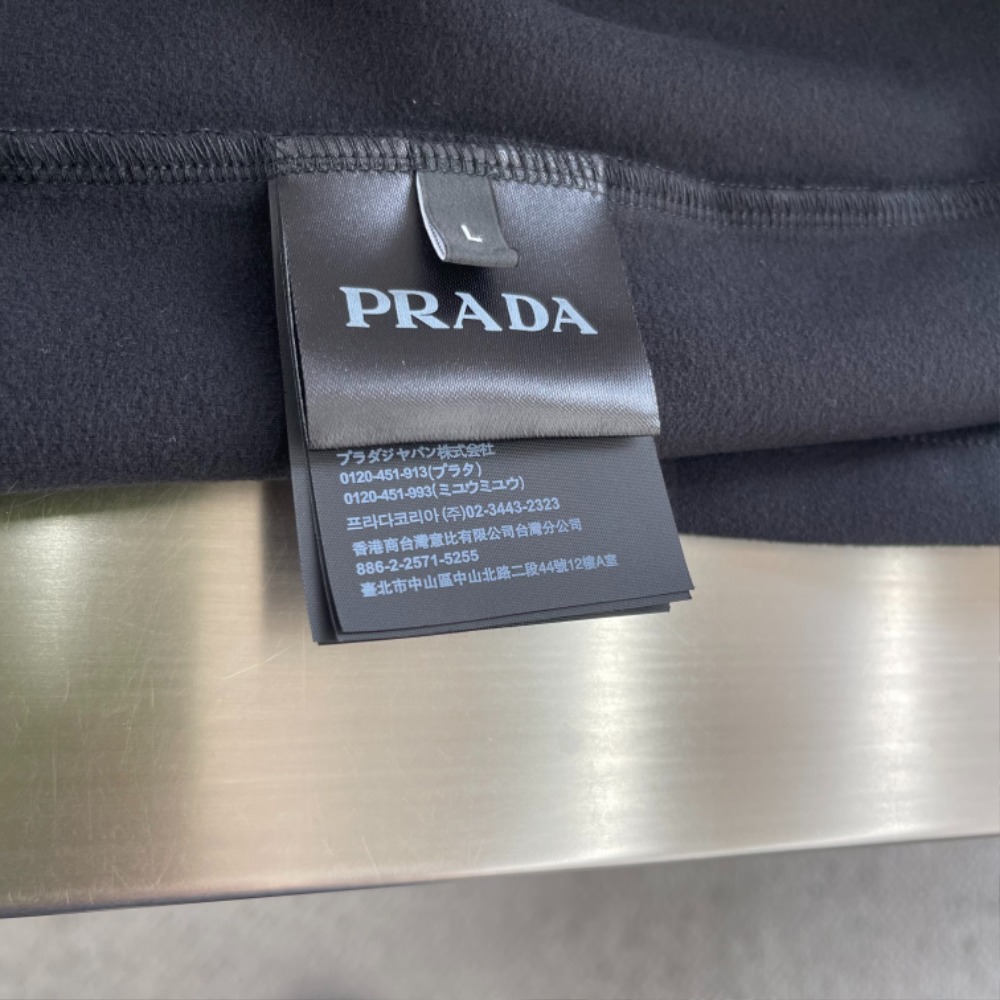 L
PRADA
プラダジャパン株式会社
0120-451-913(プラダ)
0120-451-993(ミユウミユウ)
프라다코리아 (주)02-3443-2323
香港商台灣意比有限公司台灣分公司
886-2-2571-5255
臺北市中山區中山北路二段44號12樓A室